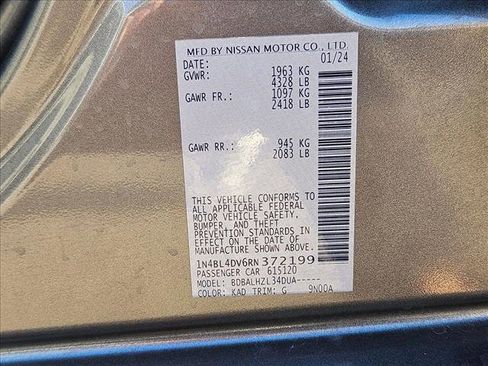 MFD BY NISSAN MOTOR CO., LTD.
DATE: 01/24
GVWR: 1963 KG
4328 LB
GAWR FR.: 1097 KG
2418 LB
GAWR RR.: 945 KG
2083 LB
THIS VEHICLE CONFORMS TO
ALL APPLICABLE FEDERAL
MOTOR VEHICLE SAFETY,
BUMPER, AND THEFT
PREVENTION STANDARDS IN
EFFECT ON THE DATE OF
MANUFACTURE SHOWN ABOVE.
1N4BL4DV6RN372199
PASSENGER CAR 615120
MODEL: BDBALHZL34DUA-----
COLOR: KAD TRIM: G 9N00A